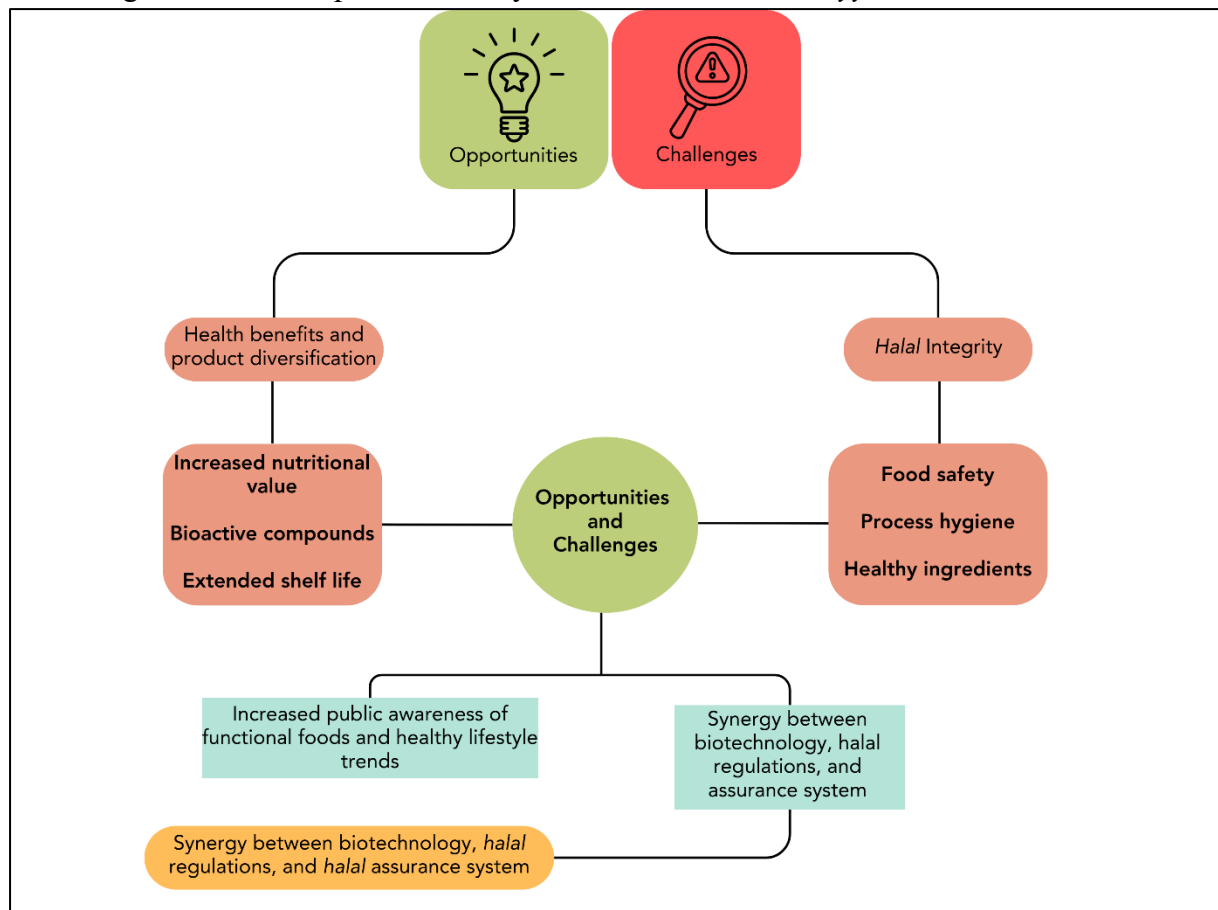 Opportunities
Challenges
Health benefits and
product diversification
Halal Integrity
Increased nutritional
value
Bioactive compounds
Extended shelf life
Opportunities
and
Challenges
Food safety
Process hygiene
Healthy ingredients
Increased public awareness of
functional foods and healthy lifestyle
trends
Synergy between
biotechnology, halal
regulations, and
assurance system
Synergy between biotechnology, halal
regulations, and halal assurance system